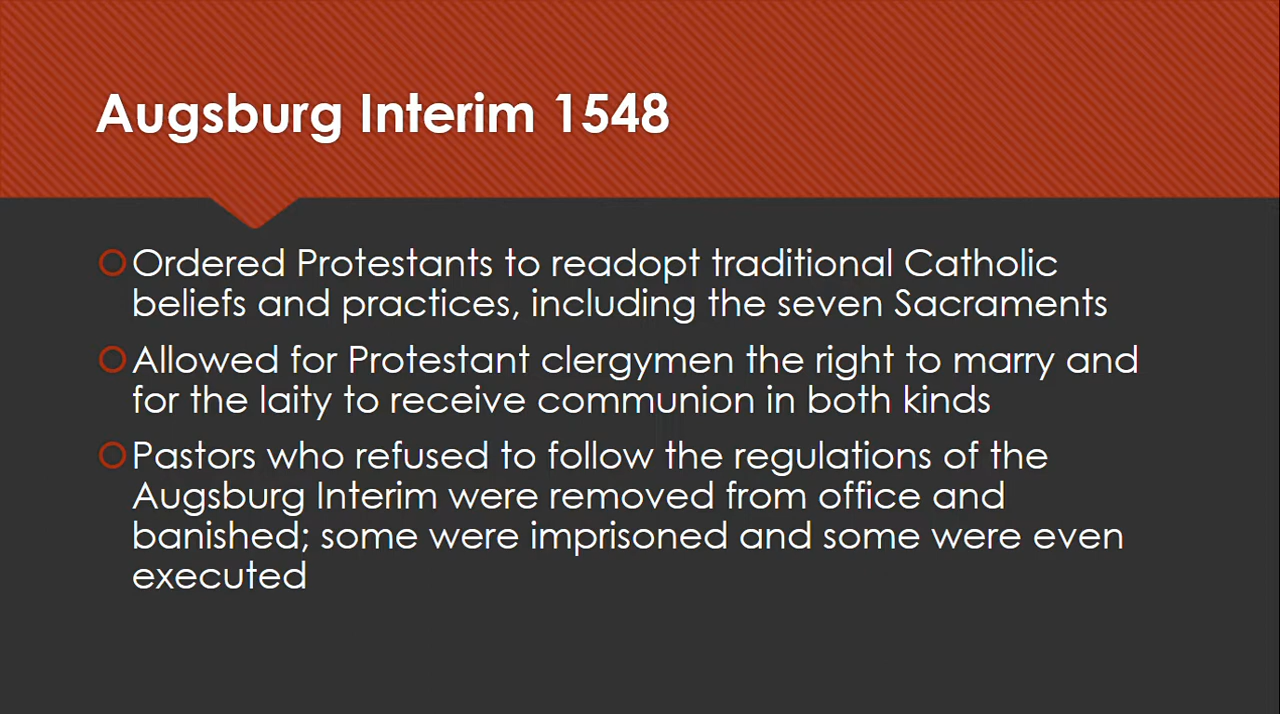 Augsburg Interim 1548
Ordered Protestants to readopt traditional Catholic
beliefs and practices, including the seven Sacraments
Allowed for Protestant clergymen the right to marry and
for the laity to receive communion in both kinds
Pastors who refused to follow the regulations of the
Augsburg Interim were removed from office and
banished; some were imprisoned and some were even
executed